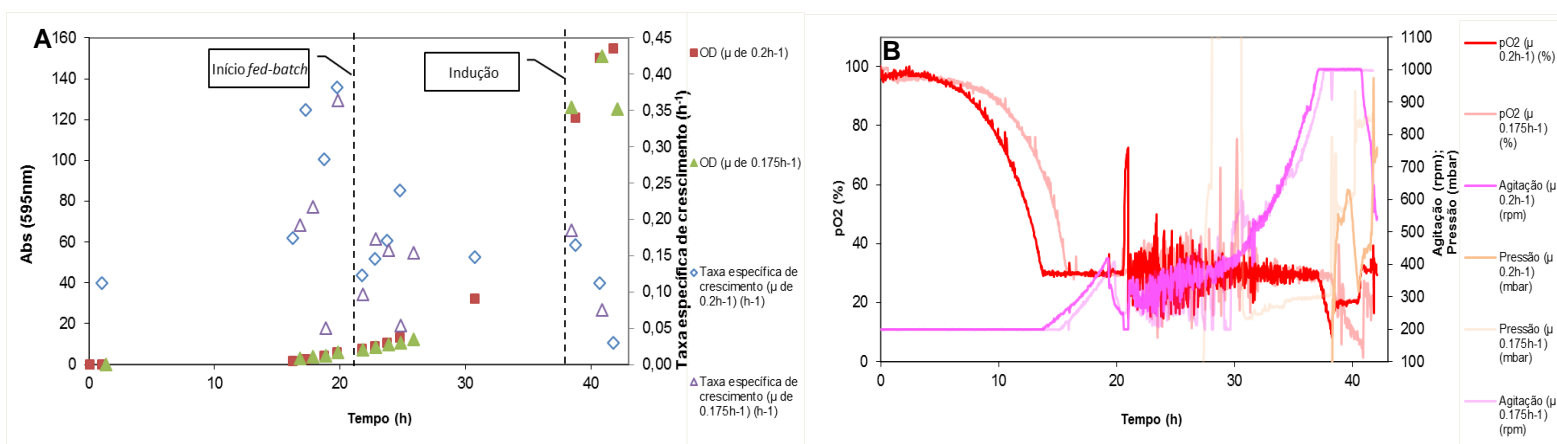 A
Abs (595nm)
160
140
120
100
80
60
40
20
0
0
10
20
30
40
Tempo (h)
Início fed-batch
Indução
0,45
0,40
0,35
0,30
0,25
0,20
0,15
0,10
0,05
0,00
Taxa específica de crescimento (h-1)
OD (µ de 0.2h-1)
OD (µ de 0.175h-1)
Taxa específica de
crescimento (µ de
0.2h-1) (h-1)
Taxa específica de
crescimento (µ de
0.175h-1) (h-1)
B
pO2 (%)
100
80
60
40
20
0
0
10
20
30
40
Tempo (h)
1100
1000
900
800
700
600
500
400
300
200
100
Agitação (rpm);
Pressão (mbar)
pO2 (µ
0.2h-1) (%)
pO2 (µ
0.175h-1)
(%)
Agitação (µ
0.2h-1)
(rpm)
Pressão (µ
0.2h-1)
(mbar)
Pressão (µ
0.175h-1)
(mbar)
Agitação (µ
0.175h-1)
(rpm)